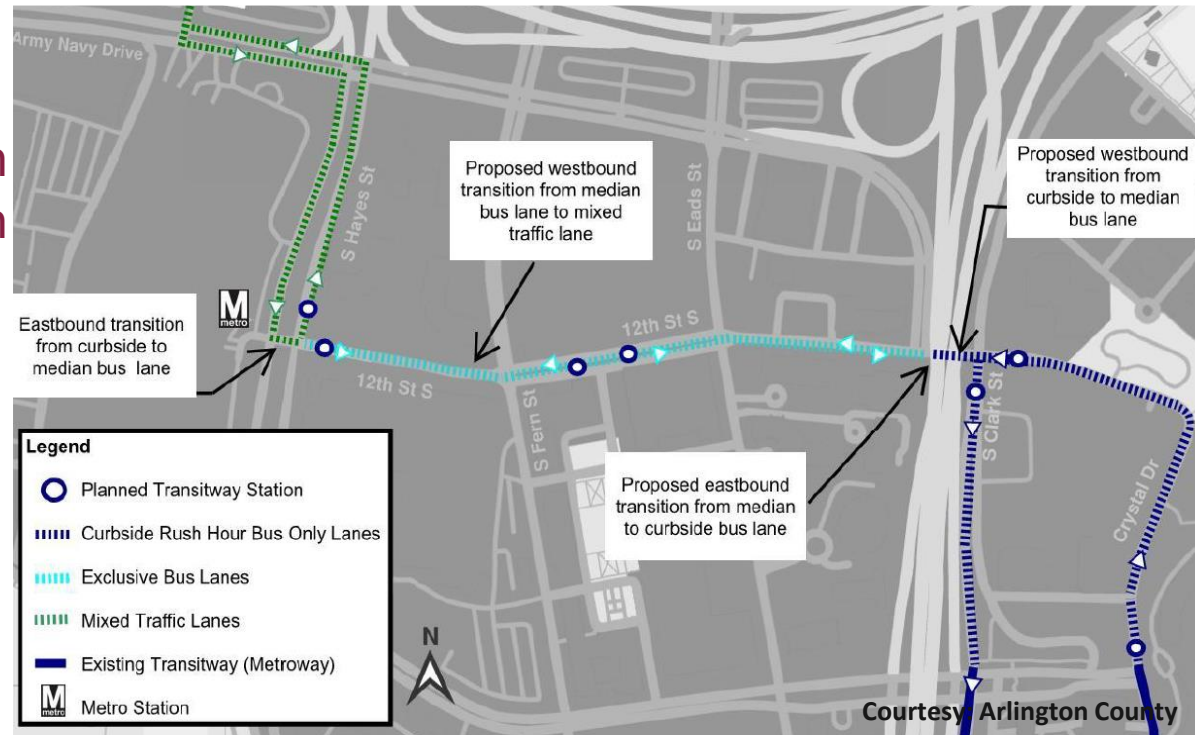 Army Navy Drive
n
n
S Hayes St
Proposed westbound
transition from median
bus lane to mixed
traffic lane
S Eads St
Proposed westbound
transition from
curbside to median
bus lane
M
metro
Eastbound transition
from curbside to
median bus lane
12th St S
12th St S
S Fern St
S Clark St
Crystal Dr
Proposed eastbound
transition from median
to curbside bus lane
Legend
Planned Transitway Station
Curbside Rush Hour Bus Only Lanes
Exclusive Bus Lanes
Mixed Traffic Lanes
Existing Transitway (Metroway)
M
metro
Metro Station
N
Courtesy: Arlington County